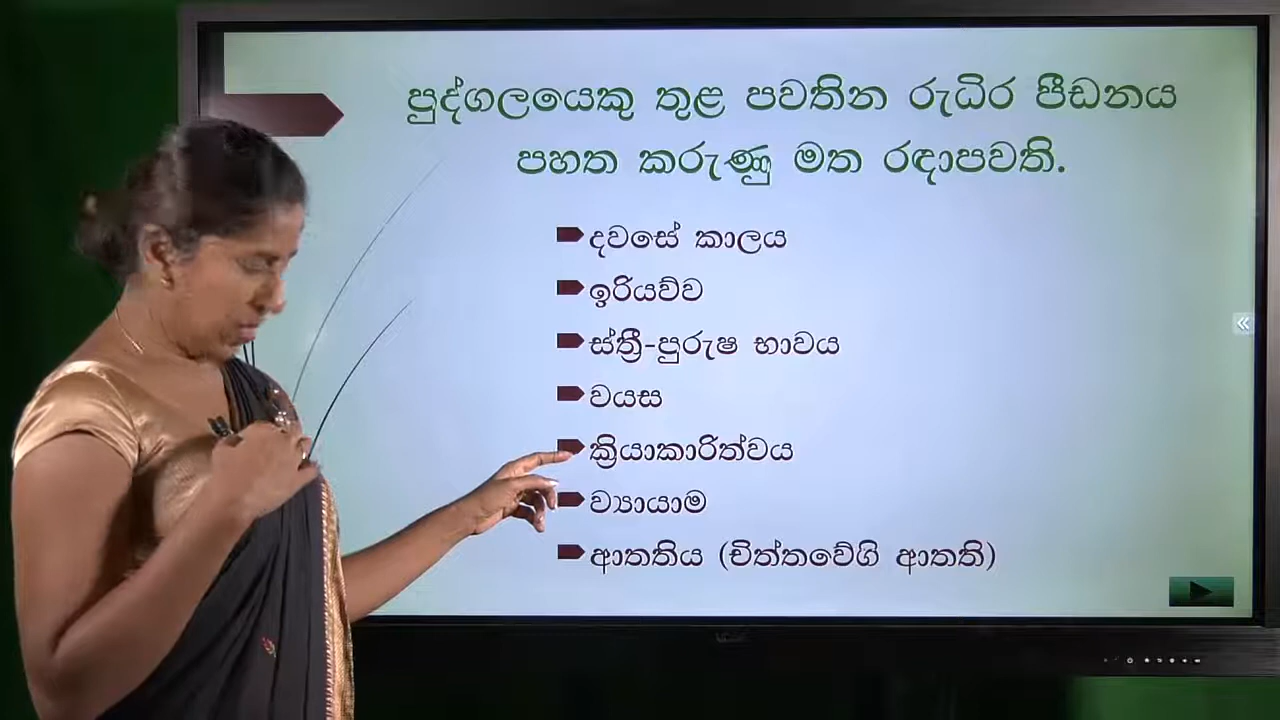 පුද්ගලයෙකු තුළ පවතින රුධිර පීඩනය
පහත කරුණු මත රඳාපවතී.
දවසේ කාලය
ඉරියව්ව
ස්ත්‍රී-පුරුෂ භාවය
වයස
ක්‍රියාකාරිත්වය
ව්‍යායාම
ආතතිය (චිත්තවේගී ආතති)